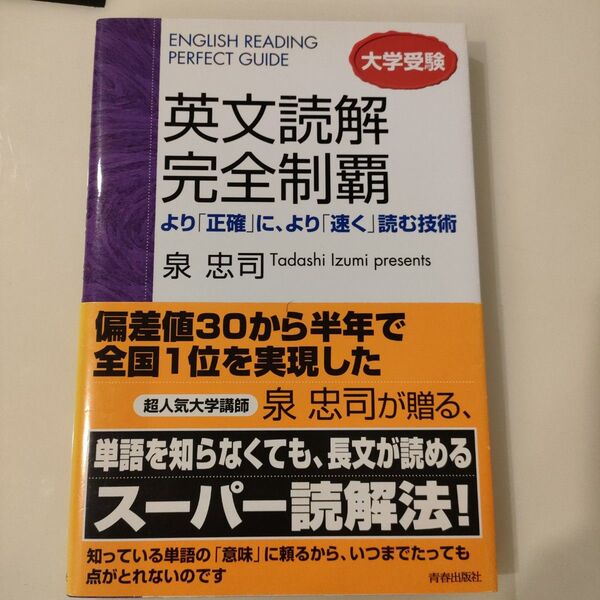 ENGLISH READING
PERFECT GUIDE
大学受験
英文読解
完全制覇
より「正確」に、より「速く」読む技術
泉 忠司 Tadashi Izumi presents
偏差値30から半年で
全国1位を実現した
超人気大学講師 泉 忠司が贈る、
単語を知らなくても、長文が読める
スーパー読解法!
知っている単語の「意味」に頼るから、いつまでたっても
点がとれないのです
青春出版社